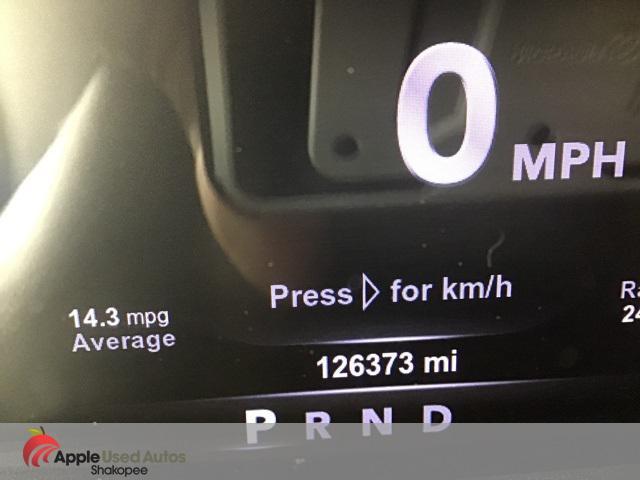 0 MPH
Press ▷ for km/h
14.3 mpg
Average
126373 mi
P R N D
Apple Used Autos
Shakopee